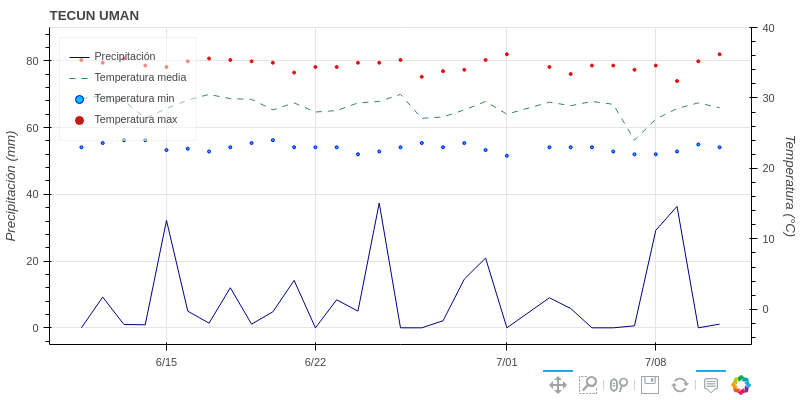 TECUN UMAN
Precipitación
Temperatura media
Temperatura min
Temperatura max
Precipitación (mm)
80
60
40
20
0
Temperatura (°C)
40
30
20
10
0
6/15
6/22
7/01
7/08